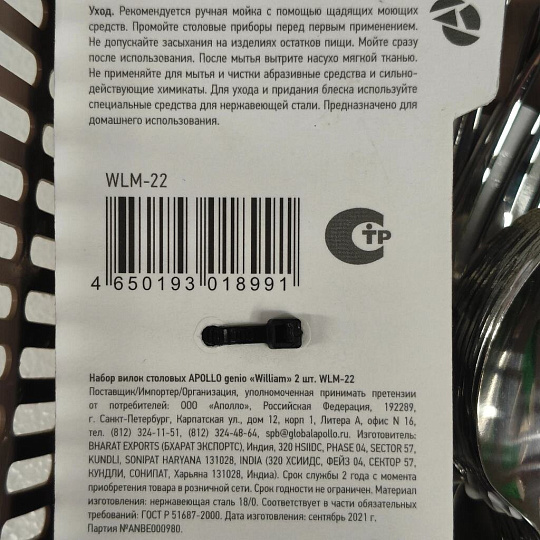 Уход. Рекомендуется ручная мойка с помощью щадящих моющих
средств. Промойте столовые приборы перед первым применением.
Не допускайте засыхания на изделиях остатков пищи. Мойте сразу
после использования. После мытья вытрите насухо мягкой тканью.
Не применяйте для мытья и чистки абразивные средства и сильно-
действующие химикаты. Для ухода и придания блеска используйте
специальные средства для нержавеющей стали. Предназначено для
домашнего использования.
WLM-22
4 650193 018991
СТР
Набор вилок столовых APOLLO genio «William» 2 шт. WLM-22
Поставщик/Импортер/Организация, уполномоченная принимать претензии
от потребителей: ООО «Аполло», Российская Федерация, 192289,
г. Санкт-Петербург, Карпатская ул., дом 12, корп 1, Литера А, офис N 16,
тел. (812) 324-11-51, (812) 324-48-64, spb@globalapollo.ru. Изготовитель:
BHARAT EXPORTS (БХАРАТ ЭКСПОРТС), Индия, 320 HSIIDC, PHASE 04, SECTOR 57,
KUNDLI, SONIPAT HARYANA 131028, INDIA (320 ХСИИДС, ФЕЙЗ 04, СЕКТОР 57,
КУНДЛИ, СОНИПАТ, Харьяна 131028, Индия). Срок службы 2 года с момента
приобретения товара в розничной сети. Срок годности не ограничен. Материал
изготовления: нержавеющая сталь 18/0. Соответствует в части обязательных
требований: ГОСТ Р 51687-2000. Дата изготовления: сентябрь 2021 г.
Партия №ANBE000980.